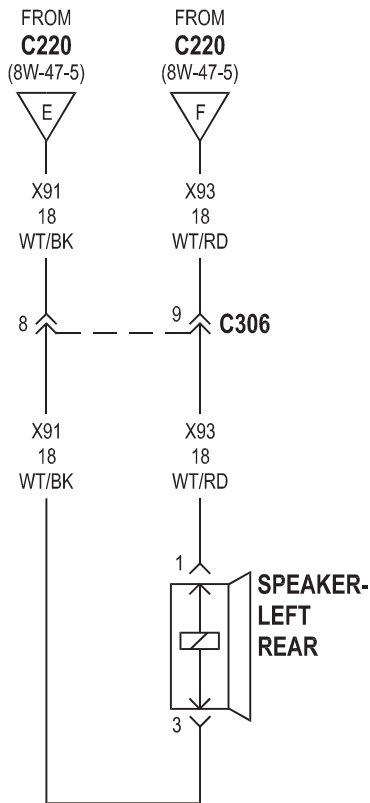 FROM
C220
(8W-47-5)
E
X91
18
WT/BK
8
X91
18
WT/BK
FROM
C220
(8W-47-5)
F
X93
18
WT/RD
9
C306
X93
18
WT/RD
1
SPEAKER-
LEFT
REAR
3